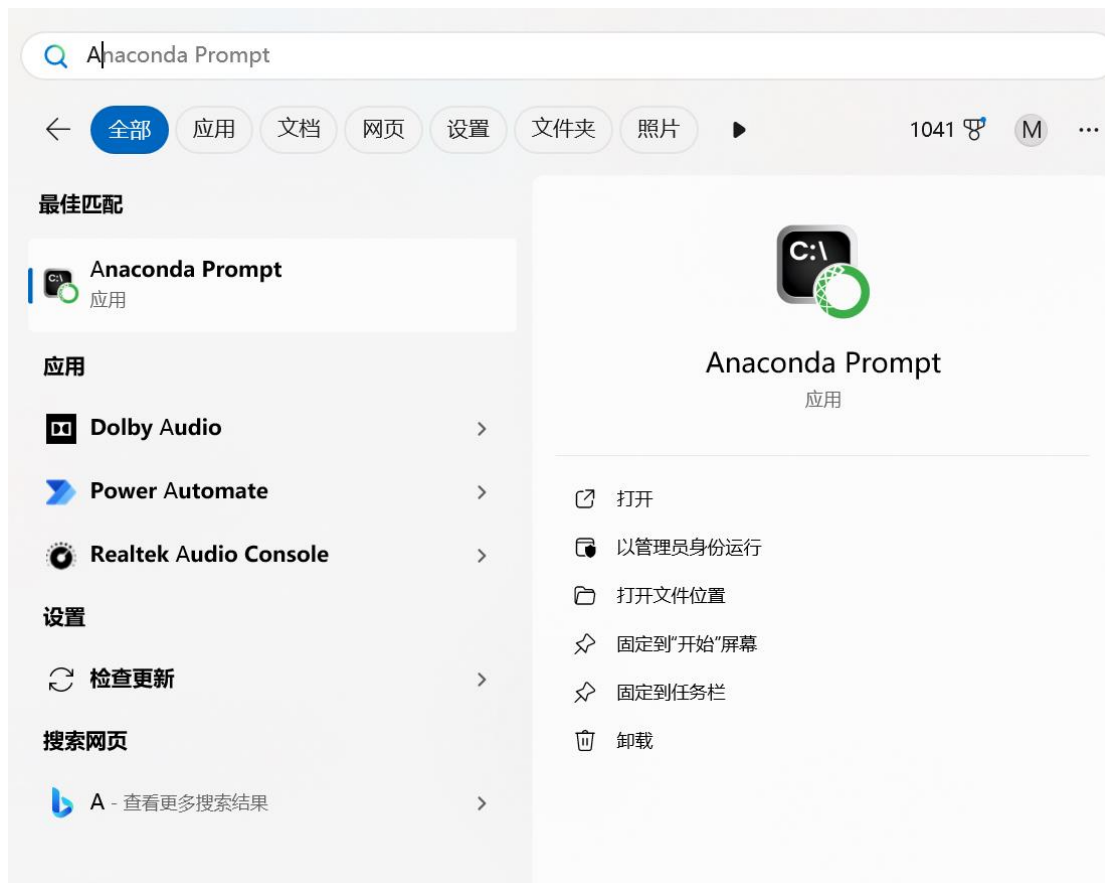 Anaconda Prompt
全部 应用 文档 网页 设置 文件夹 照片 1041 M ...
最佳匹配
C:\ Anaconda Prompt
应用
应用
Dolby Audio
Power Automate
Realtek Audio Console
设置
检查更新
搜索网页
A - 查看更多搜索结果
C:\
Anaconda Prompt
应用
打开
以管理员身份运行
打开文件位置
固定到“开始”屏幕
固定到任务栏
卸载